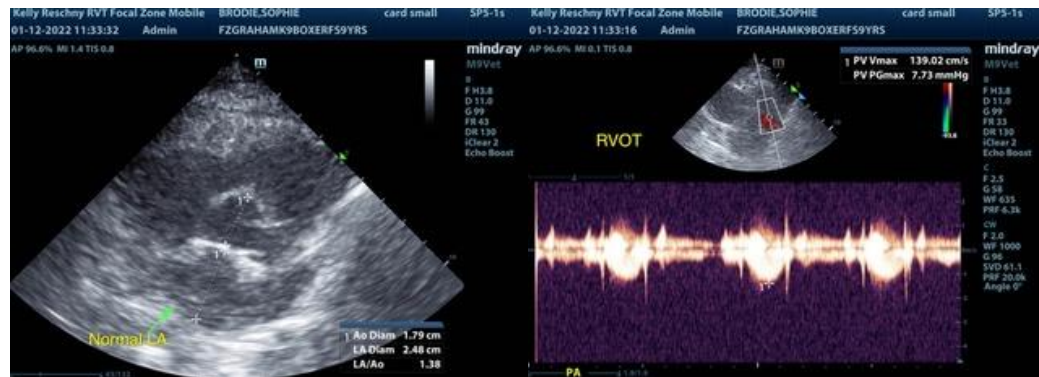 Kelly Reschny RVT Focal Zone Mobile BRODIE,SOPHIE card small SP5-1s
01-12-2022 11:33:32 Admin FZGRAHAMK9BOXERFS9YRS
AP 96.6% MI 1.4 TIS 0.8
mindray
M9Vet
m
B
F H3.8
D 11.0
G 99
FR 43
DR 130
iClear 2
Echo Boost
1
1
Normal LA
1 Ao Diam 1.79 cm
LA Diam 2.48 cm
LA/Ao 1.38
Kelly Reschny RVT Focal Zone Mobile BRODIE,SOPHIE card small SP5-1s
01-12-2022 11:33:16 Admin FZGRAHAMK9BOXERFS9YRS
AP 96.6% MI 0.1 TIS 0.8
mindray
M9Vet
m
1 PV Vmax 139.02 cm/s
PV PGmax 7.73 mmHg
RVOT
B
F H3.8
D 11.0
G 99
FR 33
DR 130
iClear 2
Echo Boost
C
F 2.5
G 58
WF 635
PRF 6.3k
CW
F 2.0
WF 1000
G 96
SVD 61.1
PRF 20.0k
Angle 0°
1
PA